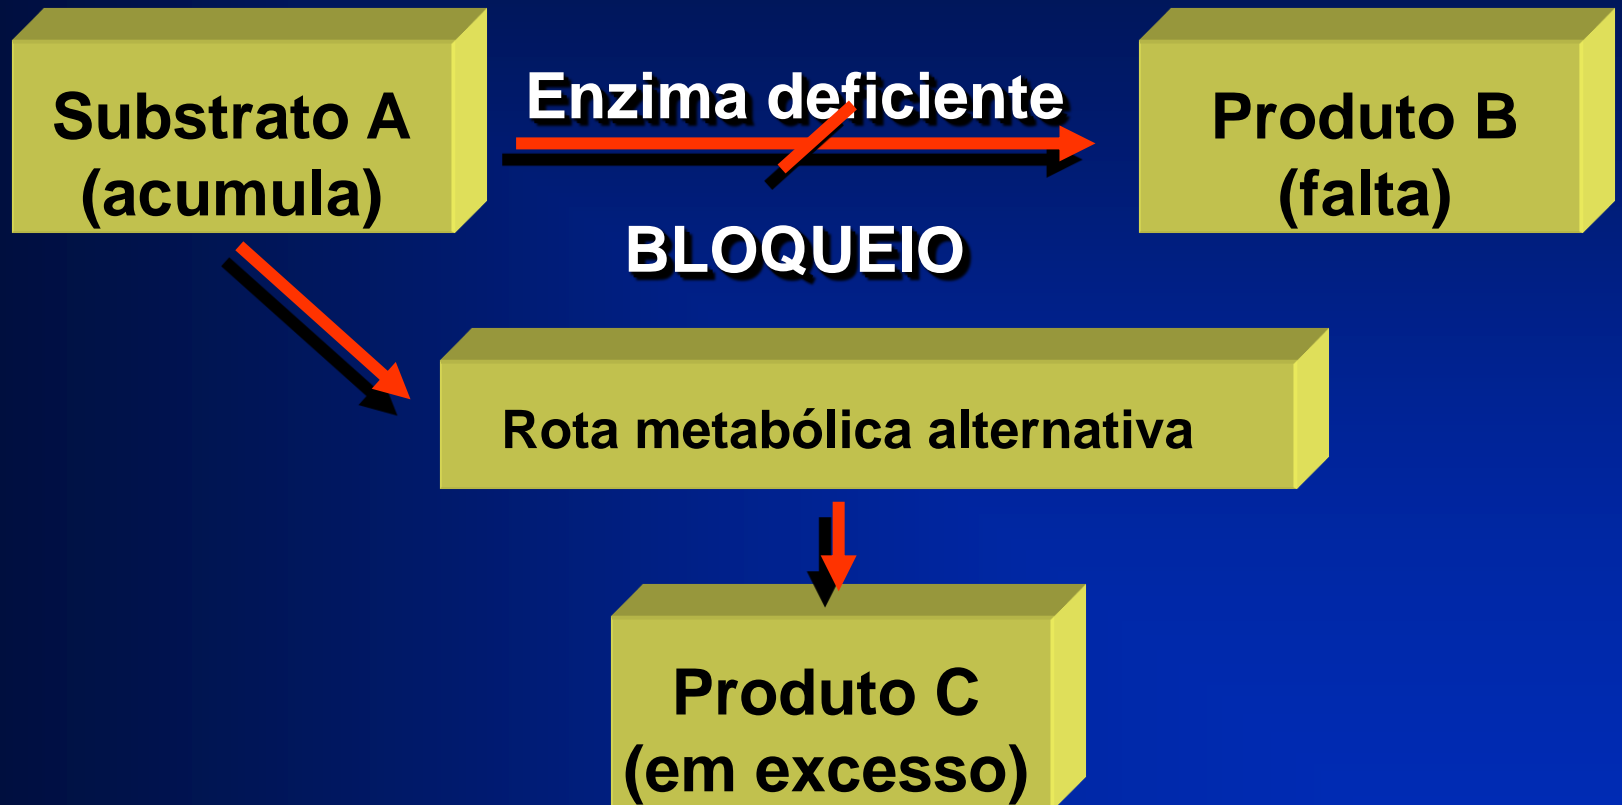 Substrato A
(acumula)
Enzima deficiente
BLOQUEIO
Produto B
(falta)
Rota metabólica alternativa
Produto C
(em excesso)